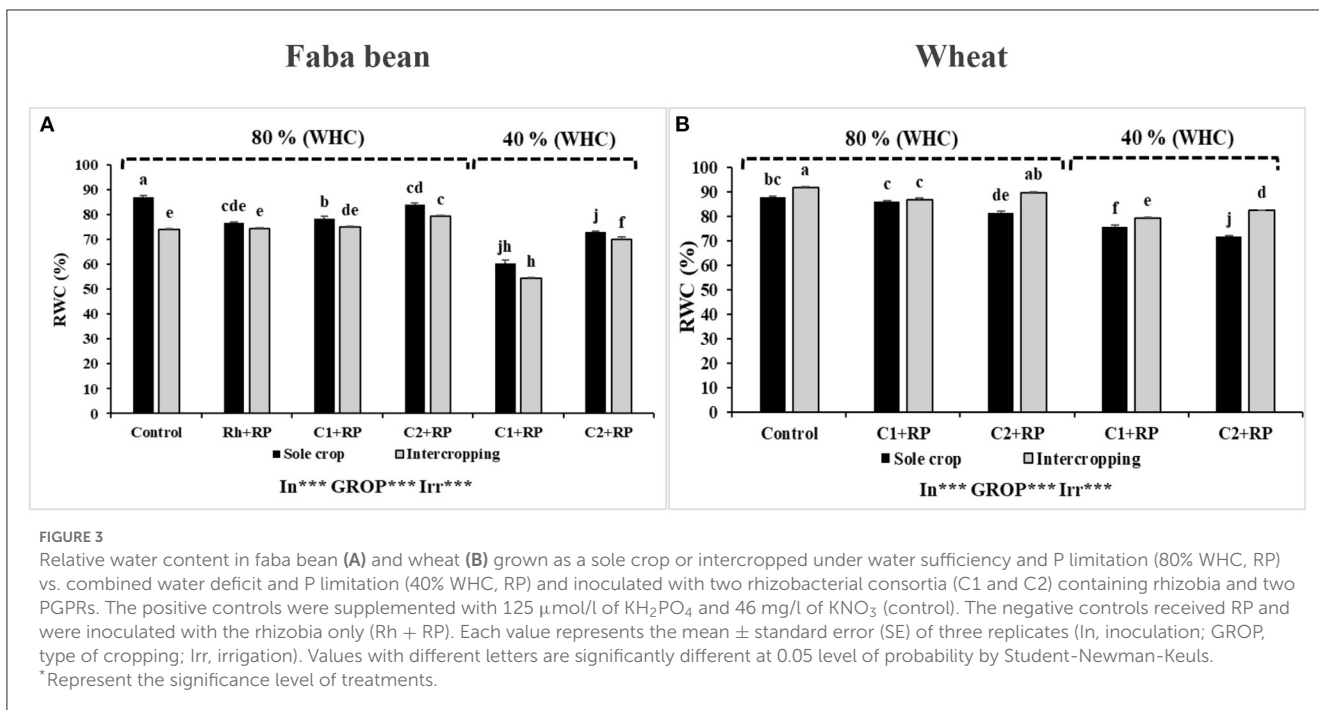 Faba bean
Wheat
A
80 % (WHC)
40 % (WHC)
RWC (%)
100
90
80
70
60
50
40
30
20
10
0
a
e
cde
e
b
de
cd
c
jh
h
j
f
Control
Rh+RP
C1+RP
C2+RP
C1+RP
C2+RP
Sole crop
Intercropping
In*** GROP*** Irr***
B
80 % (WHC)
40 % (WHC)
RWC (%)
100
90
80
70
60
50
40
30
20
10
0
bc
a
c
c
de
ab
f
e
j
d
Control
C1+RP
C2+RP
C1+RP
C2+RP
Sole crop
Intercropping
In*** GROP*** Irr***
FIGURE 3
Relative water content in faba bean (A) and wheat (B) grown as a sole crop or intercropped under water sufficiency and P limitation (80% WHC, RP)
vs. combined water deficit and P limitation (40% WHC, RP) and inoculated with two rhizobacterial consortia (C1 and C2) containing rhizobia and two
PGPRs. The positive controls were supplemented with 125 μmol/l of KH₂PO₄ and 46 mg/l of KNO₃ (control). The negative controls received RP and
were inoculated with the rhizobia only (Rh + RP). Each value represents the mean ± standard error (SE) of three replicates (In, inoculation; GROP,
type of cropping; Irr, irrigation). Values with different letters are significantly different at 0.05 level of probability by Student-Newman-Keuls.
*Represent the significance level of treatments.